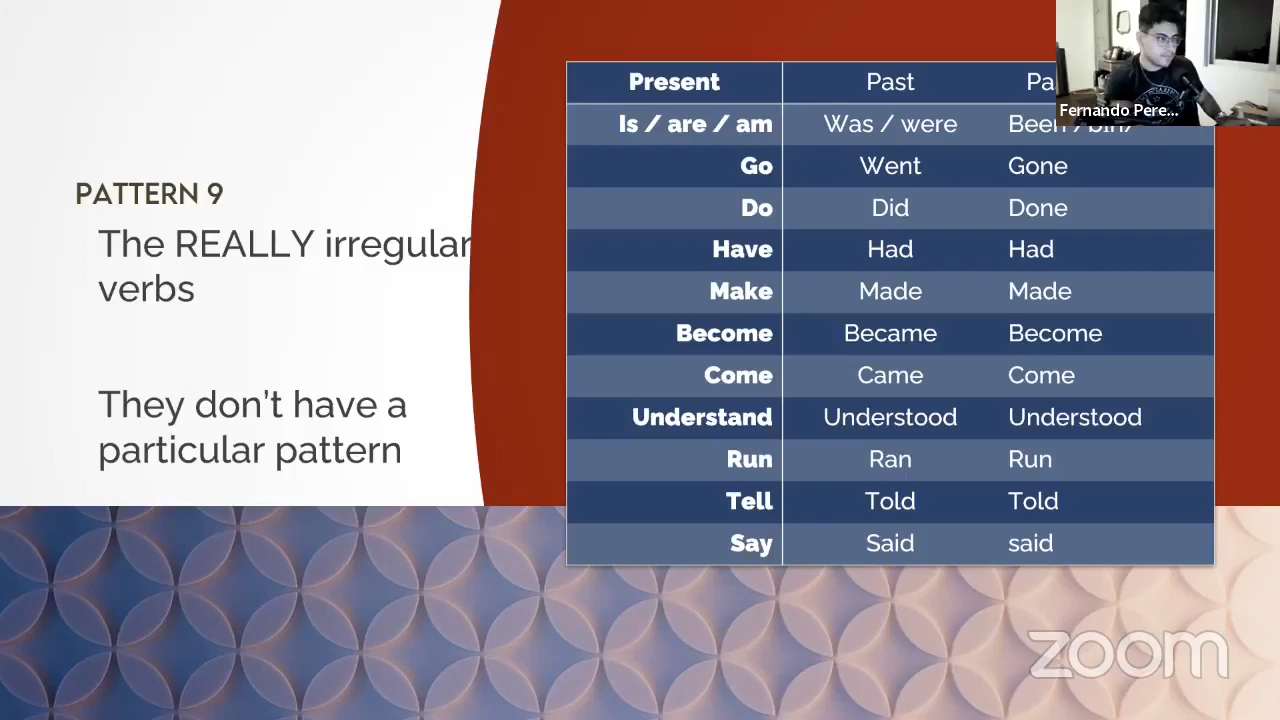 PATTERN 9
The REALLY irregular
verbs
They don't have a
particular pattern
Present Past
Is / are / am Was / were Been
Go Went Gone
Do Did Done
Have Had Had
Make Made Made
Become Became Become
Come Came Come
Understand Understood Understood
Run Ran Run
Tell Told Told
Say Said said
Fernando Pere...
zoom